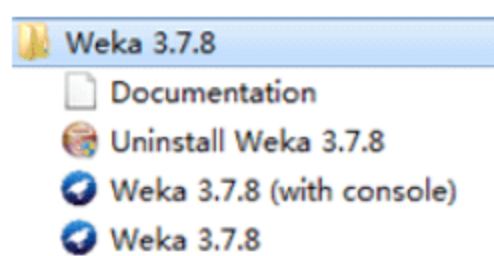 Weka 3.7.8
Documentation
Uninstall Weka 3.7.8
Weka 3.7.8 (with console)
Weka 3.7.8